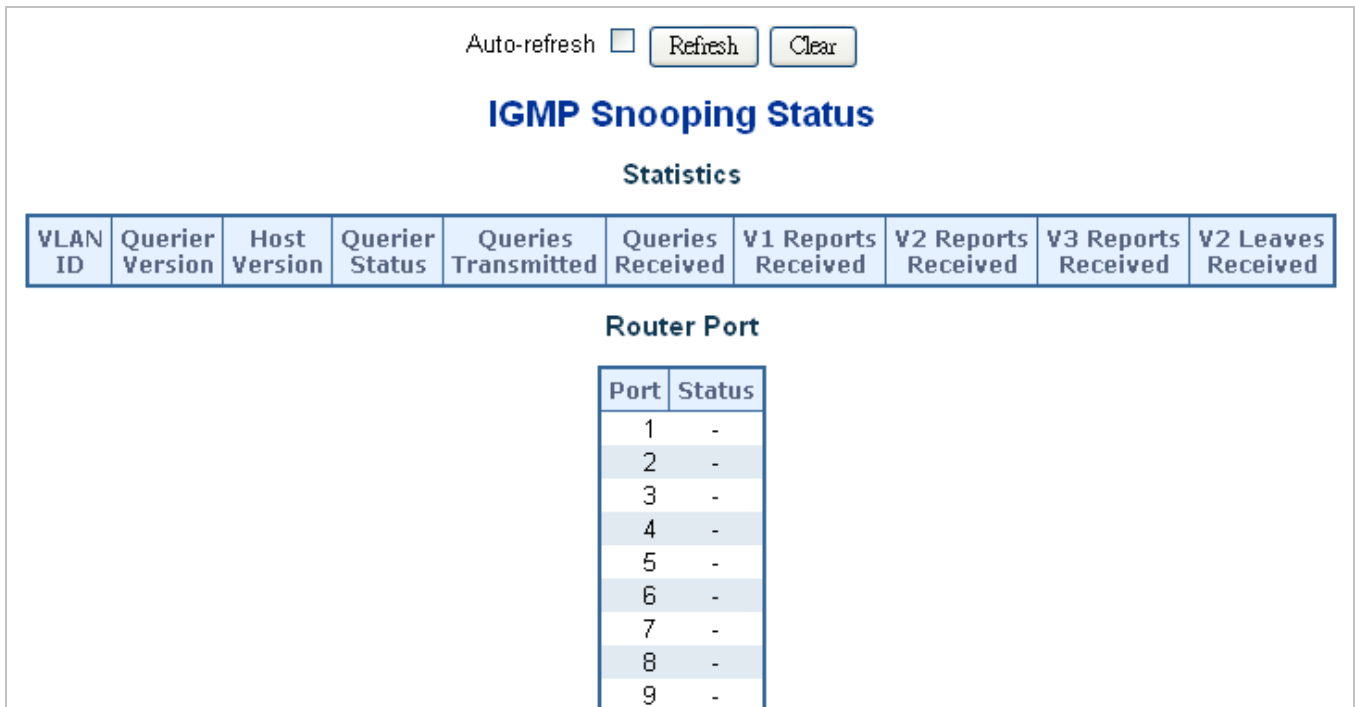 Auto-refresh Refresh Clear
IGMP Snooping Status
Statistics
VLAN ID Querier Version Host Version Querier Status Queries Transmitted Queries Received V1 Reports Received V2 Reports Received V3 Reports Received V2 Leaves Received
Router Port
Port Status
1 -
2 -
3 -
4 -
5 -
6 -
7 -
8 -
9 -